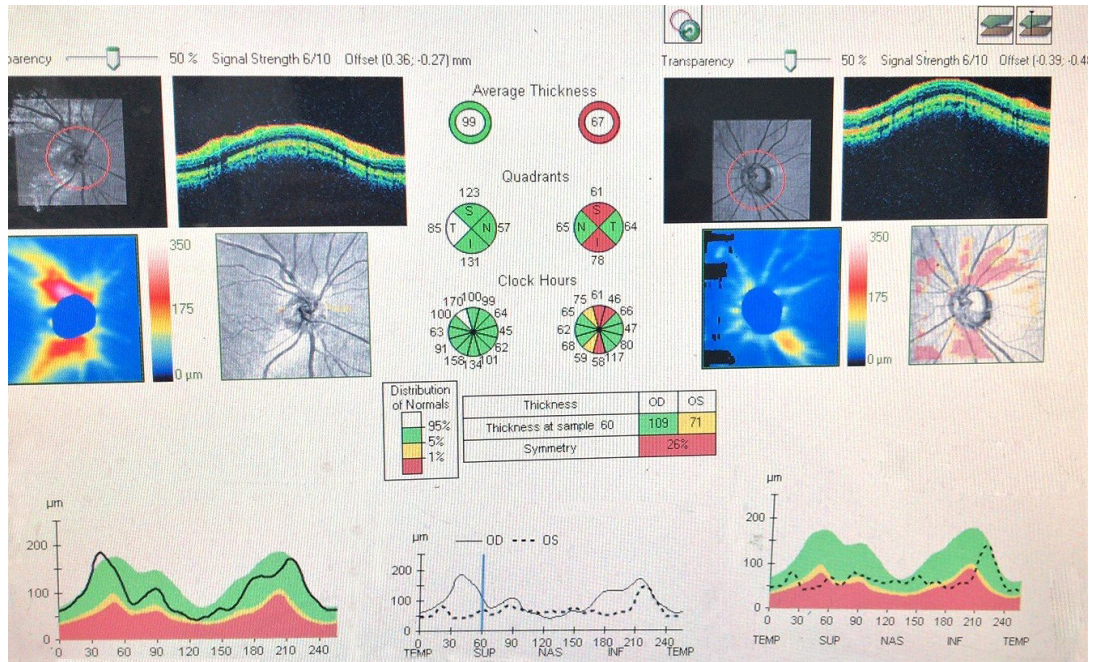 parency 50 % Signal Strength 6/10 Offset (0.36; -0.27) mm
Transparency 50 % Signal Strength 6/10 Offset (-0.39; -0.4
Average Thickness
99 67
Quadrants
123
85 T S N I 57
131
61
65 N S T I 64
78
Clock Hours
170 100 99
100 64
63 45
91 62
158 134 101
75 61 46
65 66
62 47
68 80
59 58 117
350
175
0 µm
350
175
0 µm
Distribution
of Normals
95%
5%
1%
Thickness OD OS
Thickness at sample 60 109 71
Symmetry 26%
µm
200
100
0
0 30 60 90 120 150 180 210 240
µm
OD OS
200
100
0
0 30 60 90 120 150 180 210 240
TEMP SUP NAS INF TEMP
µm
200
100
0
0 30 60 90 120 150 180 210 240
TEMP SUP NAS INF TEMP